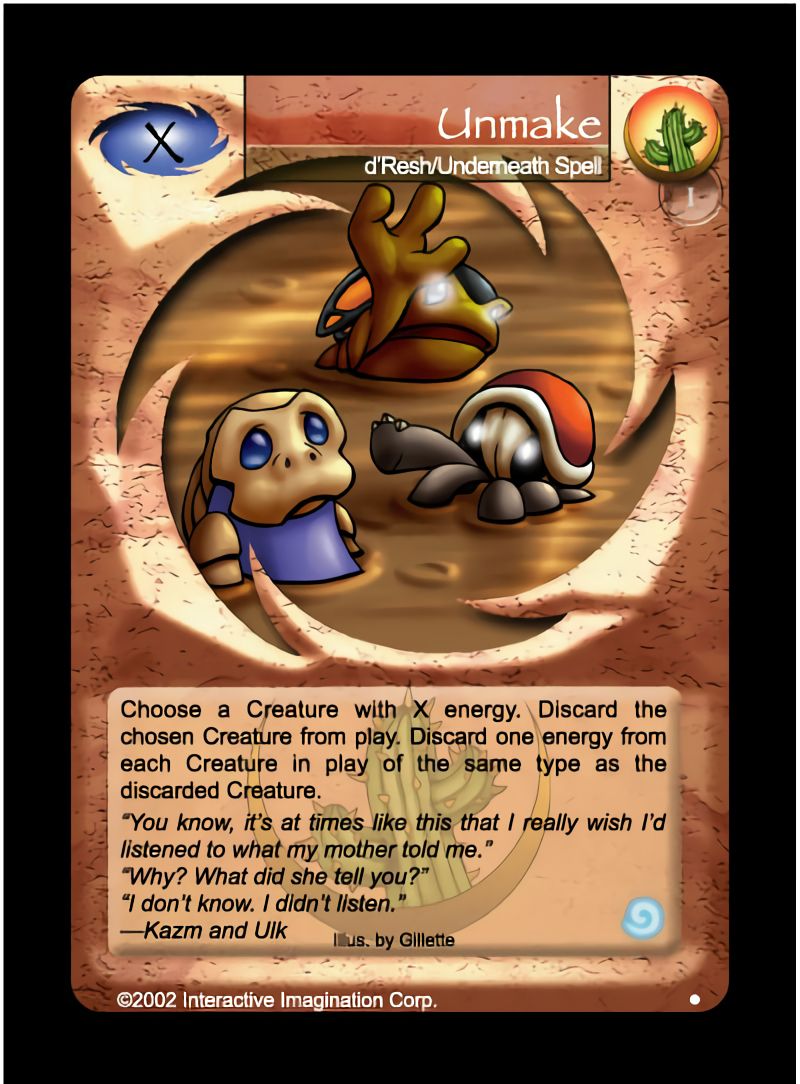 X
Unmake
d'Resh/Underneath Spell
I
Choose a Creature with X energy. Discard the
chosen Creature from play. Discard one energy from
each Creature in play of the same type as the
discarded Creature.
"You know, it's at times like this that I really wish I'd
listened to what my mother told me."
"Why? What did she tell you?"
"I don't know. I didn't listen."
—Kazm and Ulk
Illus. by Gillette
©2002 Interactive Imagination Corp.